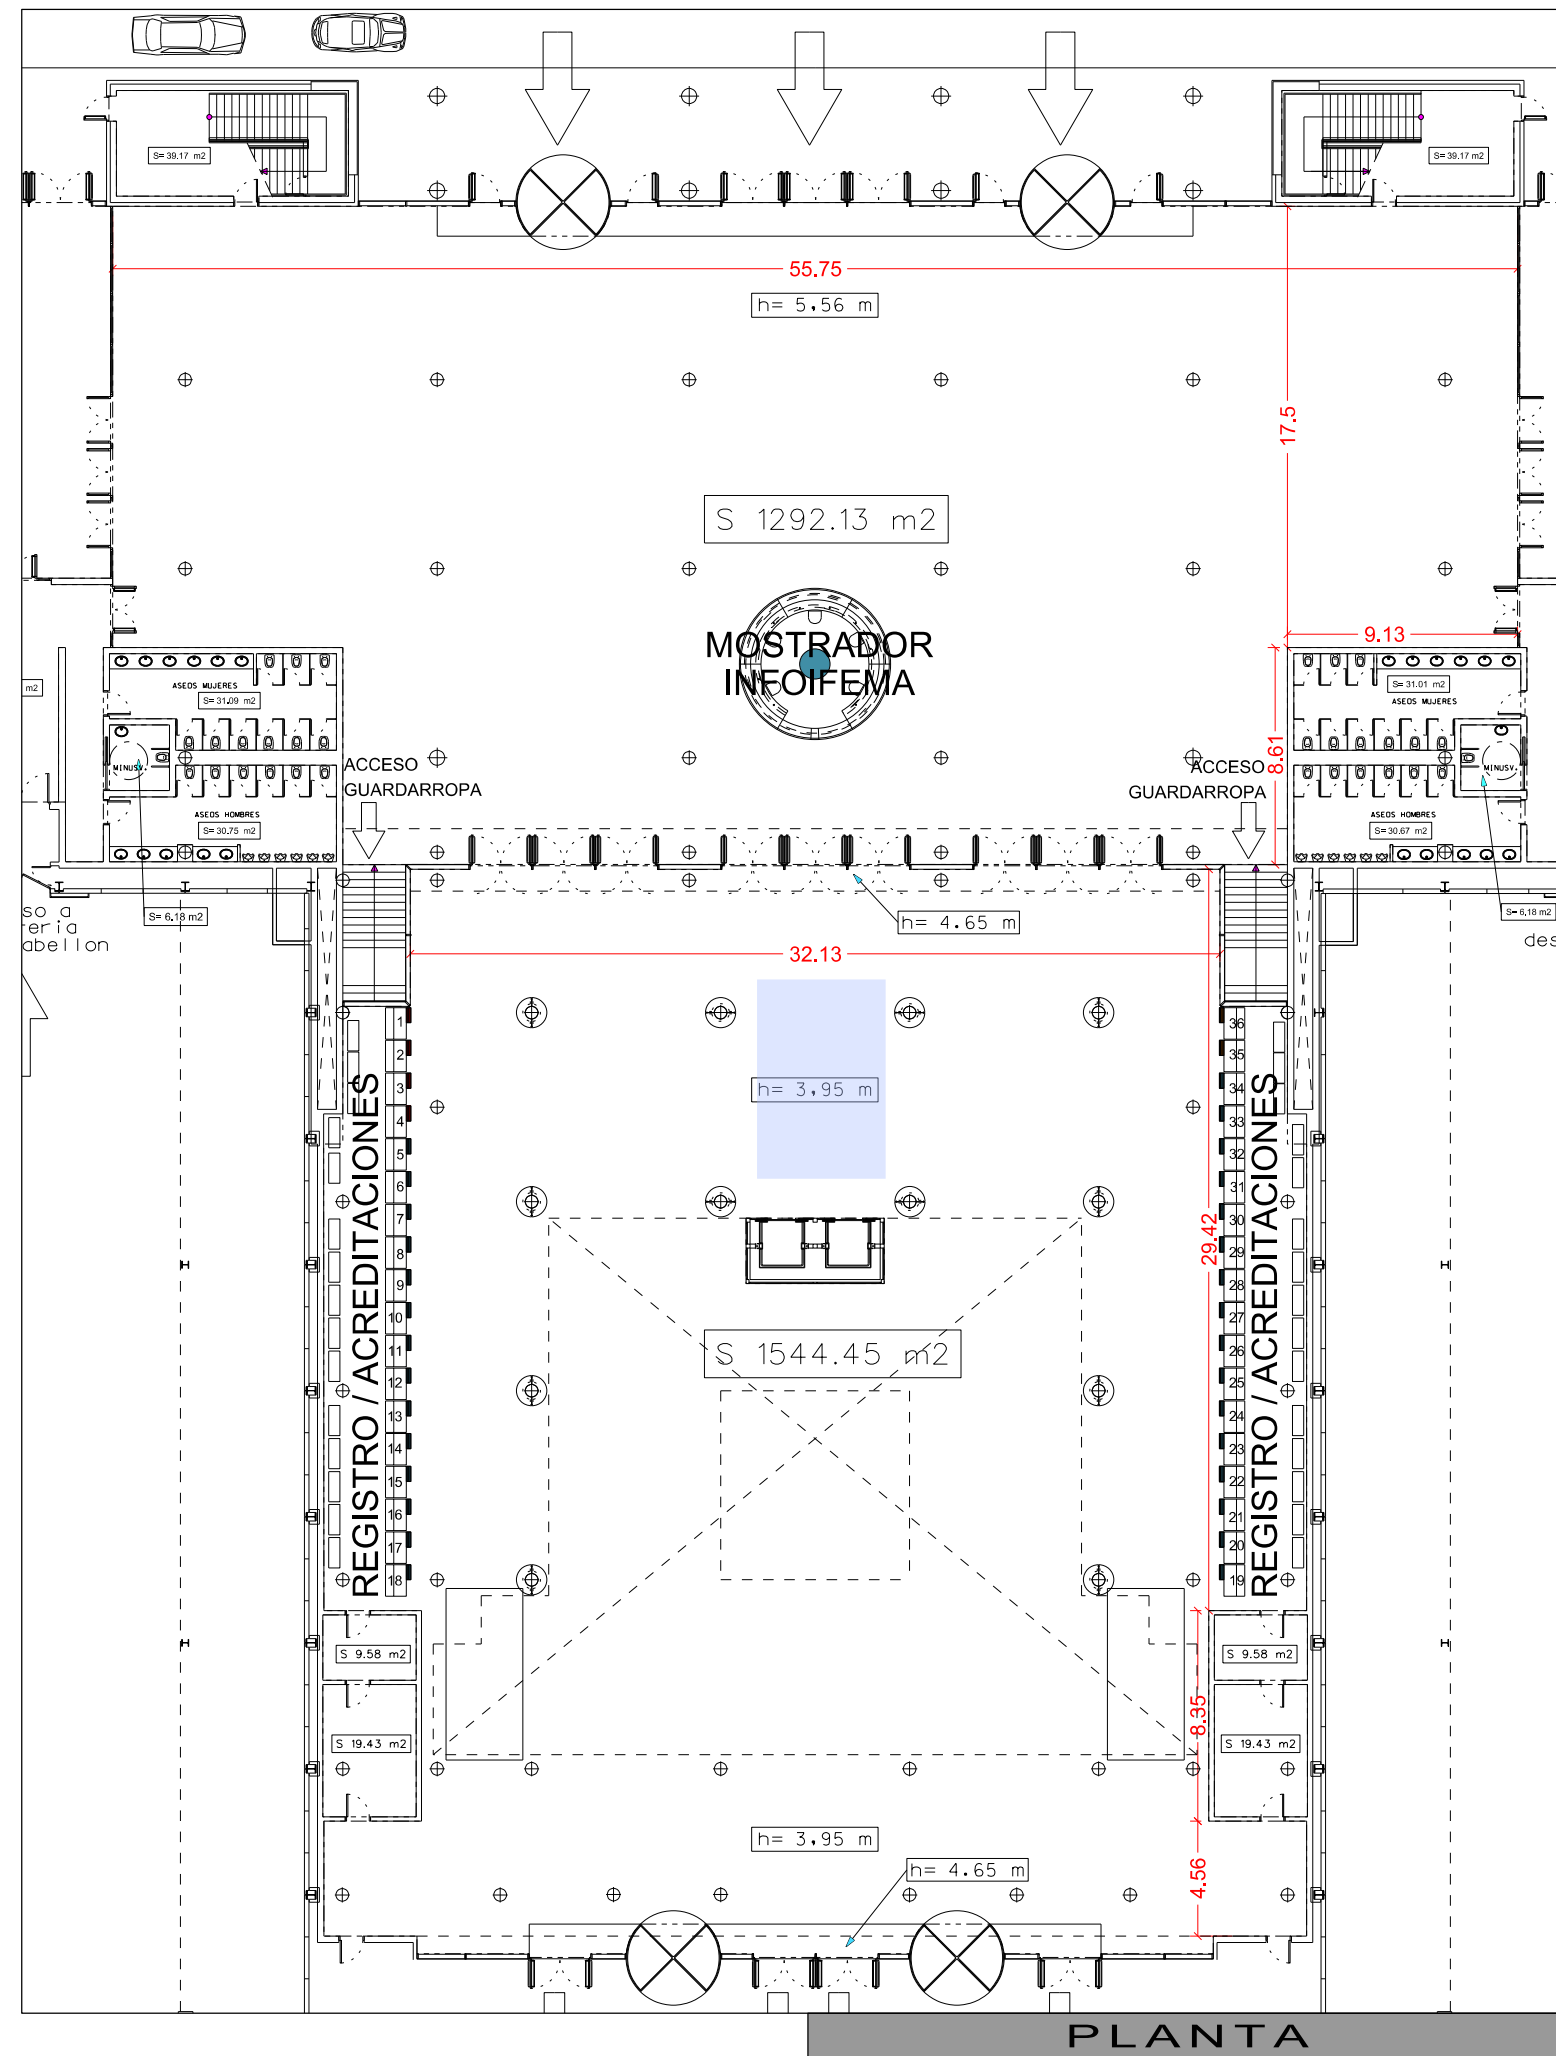 S= 39.17 m2
S= 39.17 m2
55.75
h= 5,56 m
17.5
S 1292.13 m2
MOSTRADOR
INFOIFEMA
9.13
m2
ASEOS MUJERES
S= 31.09 m2
S= 31.01 m2
ASEOS MUJERES
MINUSV.
MINUSV.
8.61
ACCESO
GUARDARROPA
ACCESO
GUARDARROPA
ASEOS HOMBRES
S= 30.75 m2
ASEOS HOMBRES
S= 30.67 m2
so a
eria
abellon
S= 6.18 m2
S= 6.18 m2
des
h= 4.65 m
32.13
1
2
3
4
5
6
7
8
9
10
11
12
13
14
15
16
17
18
REGISTRO / ACREDITACIONES
h= 3,95 m
36
35
34
33
32
31
30
29
28
27
26
25
24
23
22
21
20
19
REGISTRO / ACREDITACIONES
29.42
S 1544.45 m2
S 9.58 m2
S 9.58 m2
8.35
S 19.43 m2
S 19.43 m2
h= 3,95 m
h= 4.65 m
4.56
PLANTA